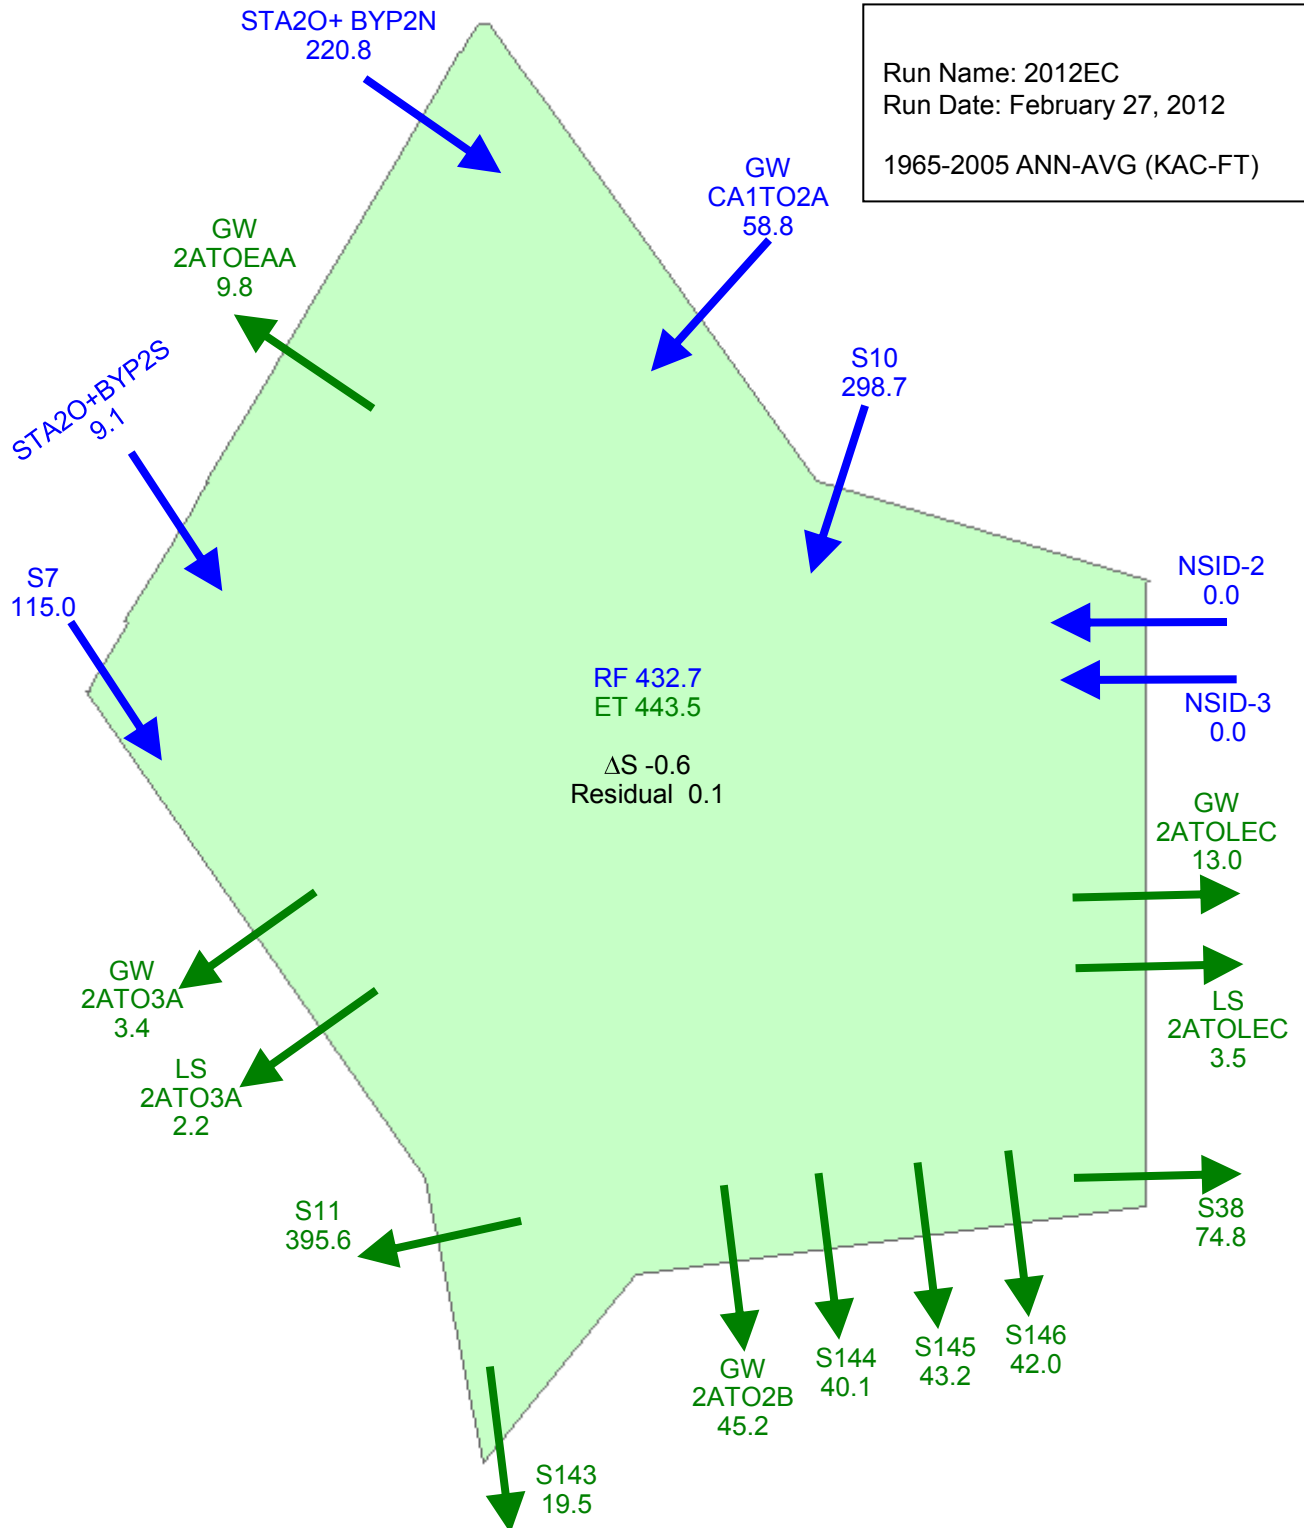 STA2O+ BYP2N
220.8
Run Name: 2012EC
Run Date: February 27, 2012
1965-2005 ANN-AVG (KAC-FT)
GW
CA1TO2A
58.8
GW
2ATOEAA
9.8
STA2O+BYP2S
9.1
S10
298.7
S7
115.0
NSID-2
0.0
NSID-3
0.0
RF 432.7
ET 443.5
∆S -0.6
Residual 0.1
GW
2ATOLEC
13.0
LS
2ATOLEC
3.5
GW
2ATO3A
3.4
LS
2ATO3A
2.2
S11
395.6
S38
74.8
GW
2ATO2B
45.2
S144
40.1
S145
43.2
S146
42.0
S143
19.5